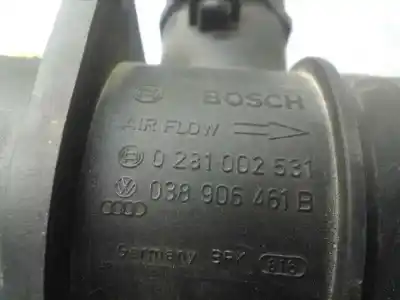 BOSCH
AIR FLOW
0 281 002 531
038 906 461 B
Germany